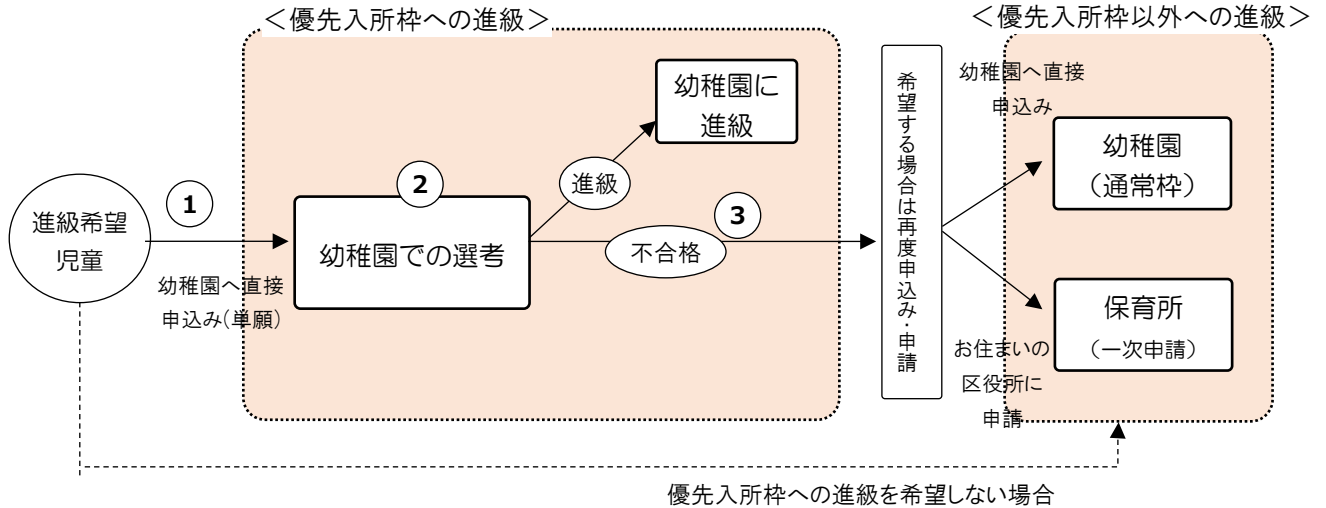 ＜優先入所枠への進級＞
＜優先入所枠以外への進級＞
進級希望
児童
1
幼稚園へ直接
申込み(単願)
2
幼稚園での選考
進級
幼稚園に
進級
3
不合格
希望する場合は再度申込み・申請
幼稚園へ直接
申込み
幼稚園
（通常枠）
保育所
（一次申請）
お住まいの
区役所に
申請
優先入所枠への進級を希望しない場合